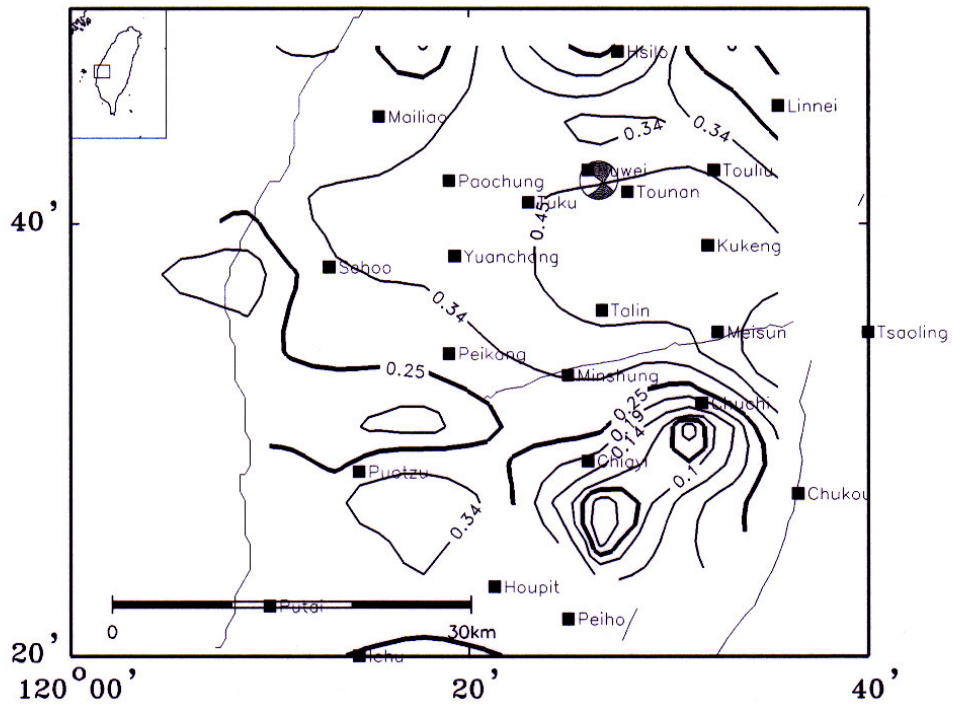 Hsilo
Linnei
Mailiao
0.34
0.34
Touliu
Paochung
Tounan
Tuku
40'
0.45
Kukeng
Yuanchang
Sohoo
0.34
Talin
Meisun
Tsaoling
Peikang
0.25
Minshung
0.25
Chuchi
0.19
0.14
Chiayi
Puotzu
0.1
Chukou
0.34
Houpit
Putai
Peiho
0
30km
20'
Ichu
120°00'
20'
40'